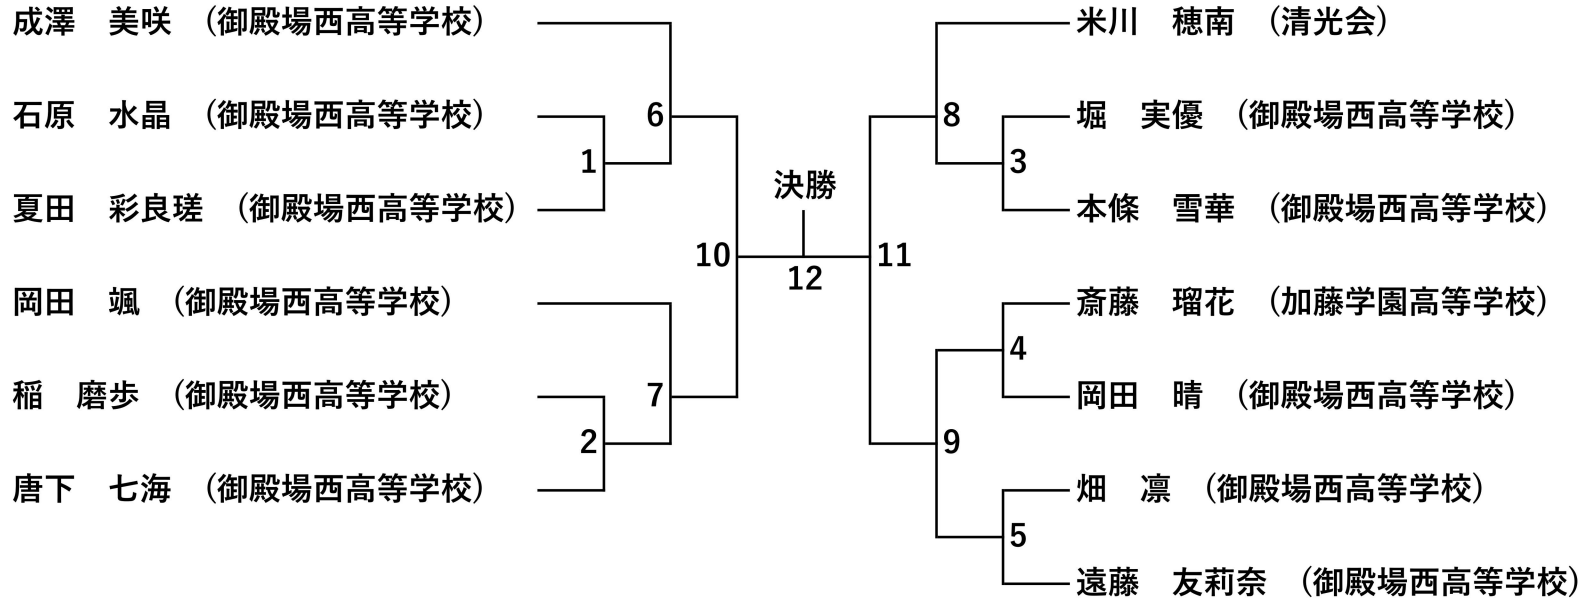 成澤　美咲　（御殿場西高等学校）
石原　水晶　（御殿場西高等学校）
夏田　彩良瑳　（御殿場西高等学校）
岡田　颯　（御殿場西高等学校）
稲　磨歩　（御殿場西高等学校）
唐下　七海　（御殿場西高等学校）
6
1
10
7
2
決勝
12
11
8
3
4
9
5
米川　穂南　（清光会）
堀　実優　（御殿場西高等学校）
本條　雪華　（御殿場西高等学校）
斎藤　瑠花　（加藤学園高等学校）
岡田　晴　（御殿場西高等学校）
畑　凛　（御殿場西高等学校）
遠藤　友莉奈　（御殿場西高等学校）